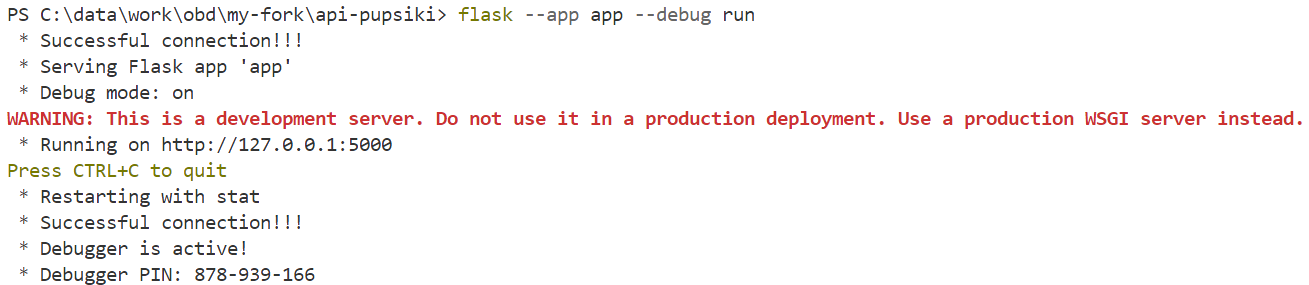 PS C:\data\work\obd\my-fork\api-pupsiki> flask --app app --debug run
 * Successful connection!!!
 * Serving Flask app 'app'
 * Debug mode: on
WARNING: This is a development server. Do not use it in a production deployment. Use a production WSGI server instead.
 * Running on http://127.0.0.1:5000
Press CTRL+C to quit
 * Restarting with stat
 * Successful connection!!!
 * Debugger is active!
 * Debugger PIN: 878-939-166